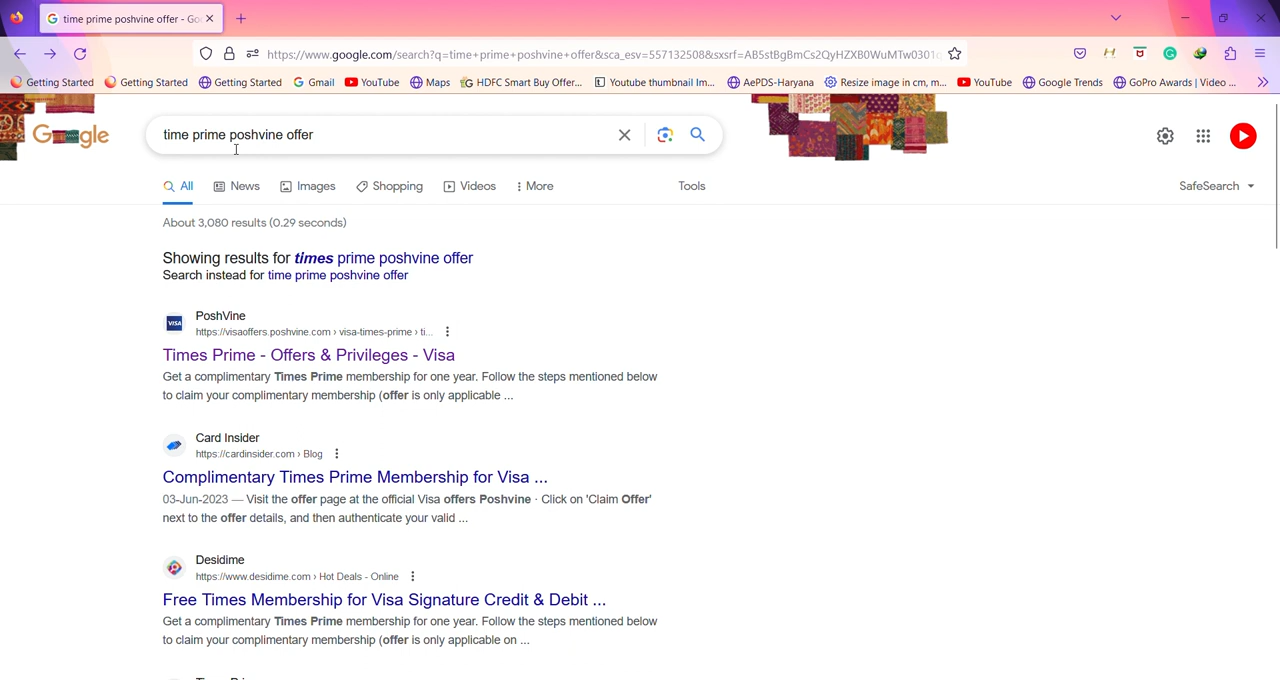 time prime poshvine offer - Goo
https://www.google.com/search?q=time+prime+poshvine+offer&sca_esv=557132508&sxsrf=AB5stBgBmCs2QyHZXB0WuMTw0301
Getting Started Getting Started Getting Started Gmail YouTube Maps HDFC Smart Buy Offer... Youtube thumbnail Im... AePDS-Haryana Resize image in cm, m... YouTube Google Trends GoPro Awards | Video ...
Google
time prime poshvine offer
All News Images Shopping Videos More Tools SafeSearch
About 3,080 results (0.29 seconds)
Showing results for times prime poshvine offer
Search instead for time prime poshvine offer
VISA
PoshVine
https://visaoffers.poshvine.com › visa-times-prime › ti...
Times Prime - Offers & Privileges - Visa
Get a complimentary Times Prime membership for one year. Follow the steps mentioned below
to claim your complimentary membership (offer is only applicable ...
Card Insider
https://cardinsider.com › Blog
Complimentary Times Prime Membership for Visa ...
03-Jun-2023 — Visit the offer page at the official Visa offers Poshvine · Click on 'Claim Offer'
next to the offer details, and then authenticate your valid ...
Desidime
https://www.desidime.com › Hot Deals - Online
Free Times Membership for Visa Signature Credit & Debit ...
Get a complimentary Times Prime membership for one year. Follow the steps mentioned below
to claim your complimentary membership (offer is only applicable on ...